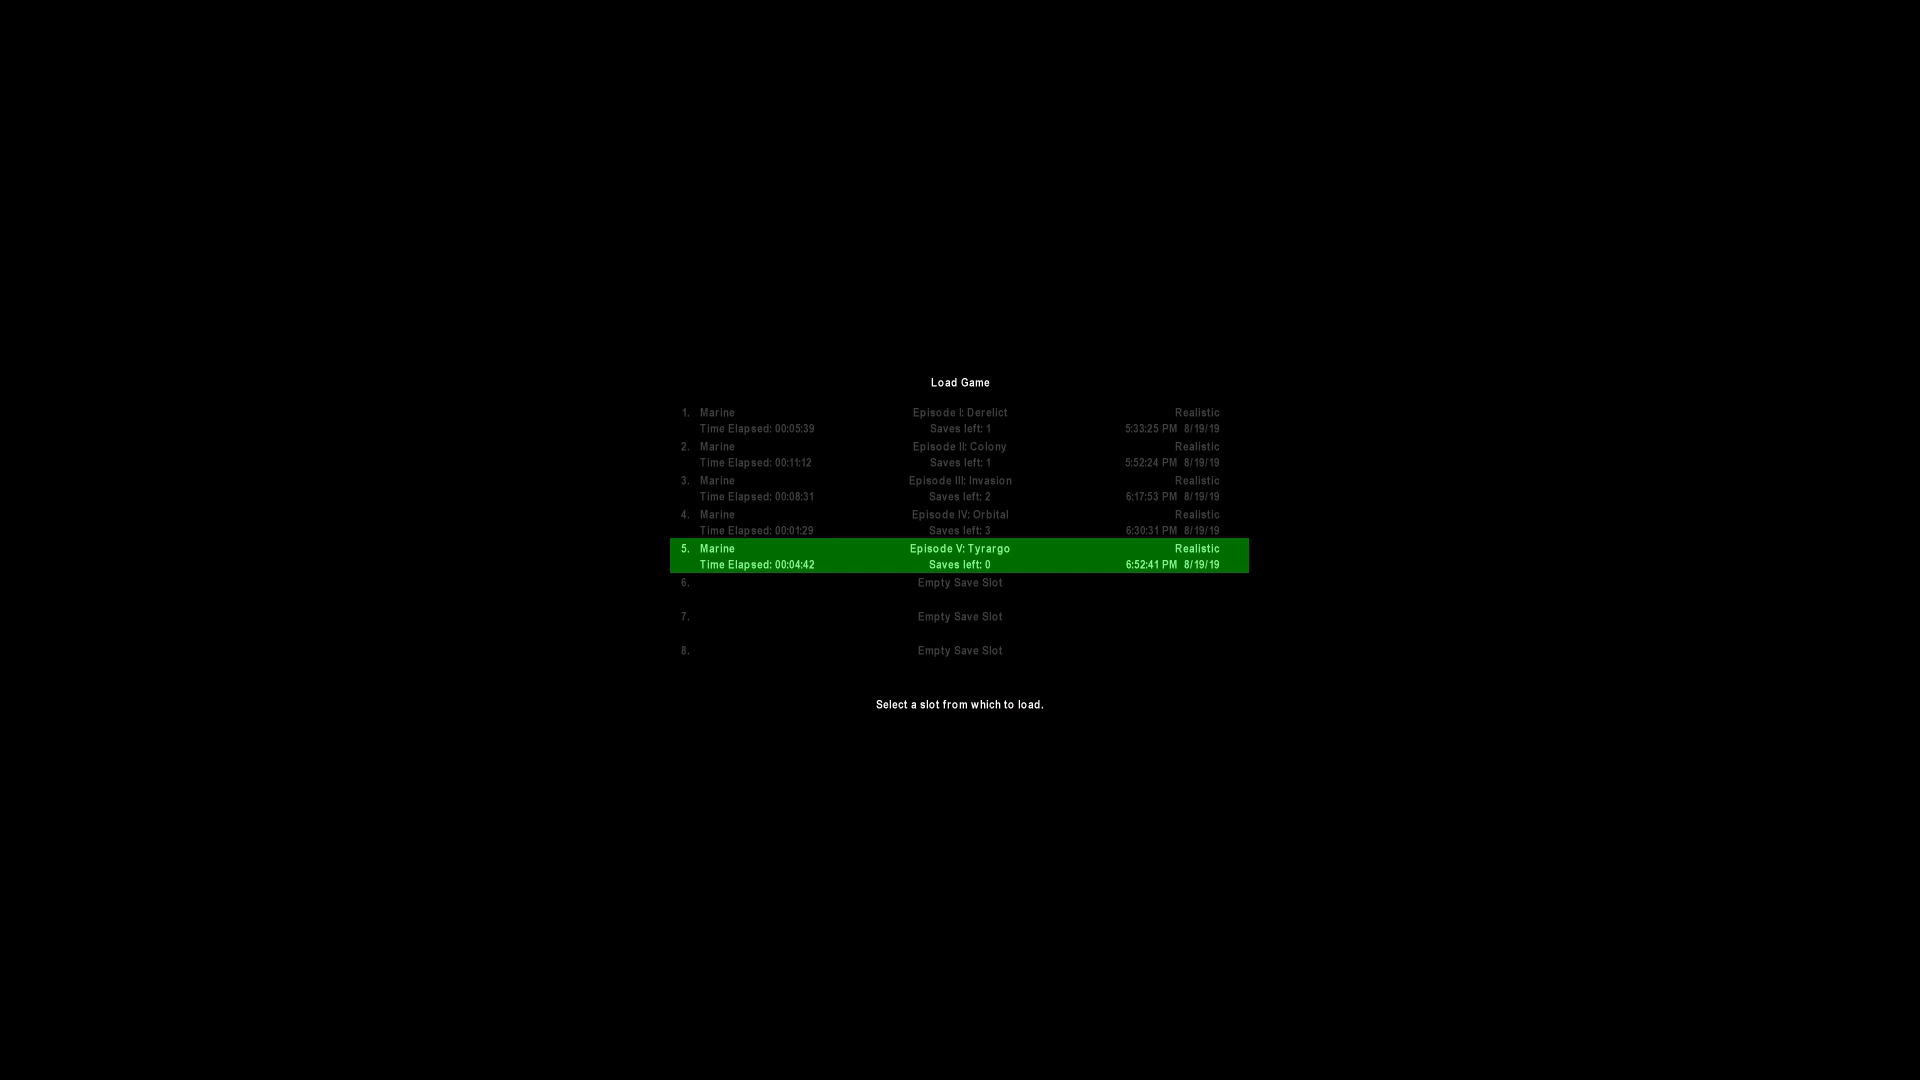 Load Game
1. Marine Episode I: Derelict Realistic
Time Elapsed: 00:05:39 Saves left: 1 5:33:25 PM 8/19/19
2. Marine Episode II: Colony Realistic
Time Elapsed: 00:11:12 Saves left: 1 5:52:24 PM 8/19/19
3. Marine Episode III: Invasion Realistic
Time Elapsed: 00:08:31 Saves left: 2 6:17:53 PM 8/19/19
4. Marine Episode IV: Orbital Realistic
Time Elapsed: 00:01:29 Saves left: 3 6:30:31 PM 8/19/19
5. Marine Episode V: Tyrargo Realistic
Time Elapsed: 00:04:42 Saves left: 0 6:52:41 PM 8/19/19
6. Empty Save Slot
7. Empty Save Slot
8. Empty Save Slot
Select a slot from which to load.